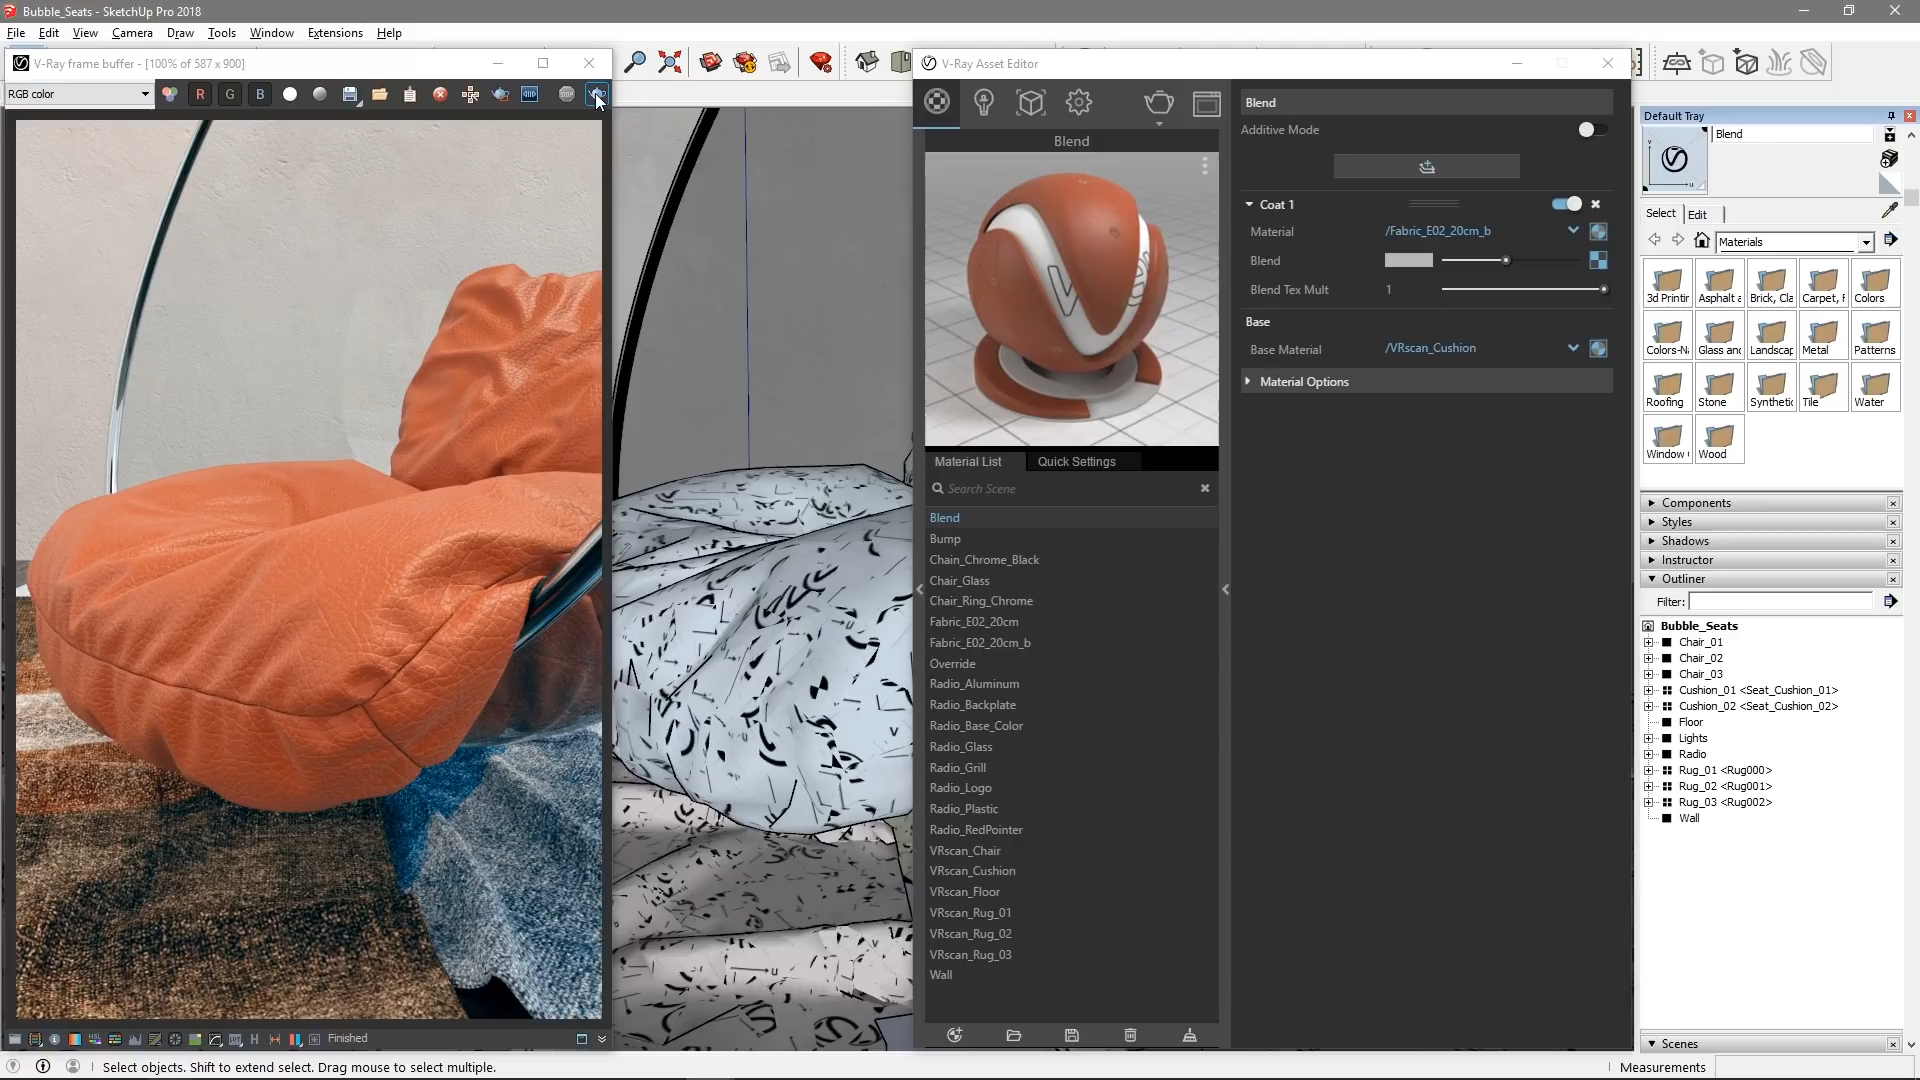 Bubble_Seats - SketchUp Pro 2018
File Edit View Camera Draw Tools Window Extensions Help
V-Ray frame buffer - [100% of 587 x 900]
RGB color
R G B
STOP
Finished
V-Ray Asset Editor
Blend
Material List
Quick Settings
Search Scene
Blend
Bump
Chain_Chrome_Black
Chair_Glass
Chair_Ring_Chrome
Fabric_E02_20cm
Fabric_E02_20cm_b
Override
Radio_Aluminum
Radio_Backplate
Radio_Base_Color
Radio_Glass
Radio_Grill
Radio_Logo
Radio_Plastic
Radio_RedPointer
VRscan_Chair
VRscan_Cushion
VRscan_Floor
VRscan_Rug_01
VRscan_Rug_02
VRscan_Rug_03
Wall
Blend
Additive Mode
Coat 1
Material /Fabric_E02_20cm_b
Blend
Blend Tex Mult 1
Base
Base Material /VRscan_Cushion
Material Options
Default Tray
Blend
Select Edit
Materials
3d Printin Asphalt a Brick, Cla Carpet, F Colors
Colors-Na Glass and Landscap Metal Patterns
Roofing Stone Synthetic Tile Water
Window Wood
Components
Styles
Shadows
Instructor
Outliner
Filter:
Bubble_Seats
Chair_01
Chair_02
Chair_03
Cushion_01 <Seat_Cushion_01>
Cushion_02 <Seat_Cushion_02>
Floor
Lights
Radio
Rug_01 <Rug000>
Rug_02 <Rug001>
Rug_03 <Rug002>
Wall
Scenes
Select objects. Shift to extend select. Drag mouse to select multiple.
Measurements